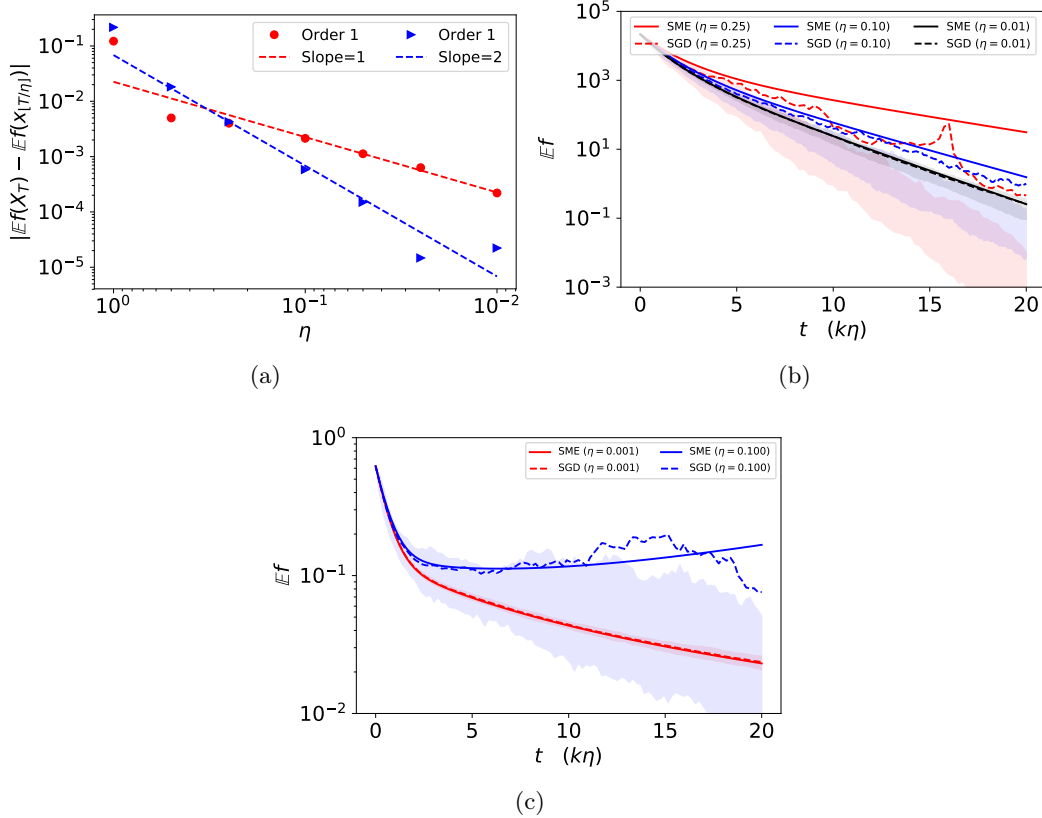 |𝔼f(X_T) − 𝔼f(x_{⌊T/η⌋})|
10^{-1}
10^{-2}
10^{-3}
10^{-4}
10^{-5}
Order 1 Order 1
Slope=1 Slope=2
10^0 10^{-1} 10^{-2}
η
(a)
𝔼f
10^5
10^3
10^1
10^{-1}
10^{-3}
SME (η = 0.25) SME (η = 0.10) SME (η = 0.01)
SGD (η = 0.25) SGD (η = 0.10) SGD (η = 0.01)
0 5 10 15 20
t (kη)
(b)
𝔼f
10^0
10^{-1}
10^{-2}
SME (η = 0.001) SME (η = 0.100)
SGD (η = 0.001) SGD (η = 0.100)
0 5 10 15 20
t (kη)
(c)